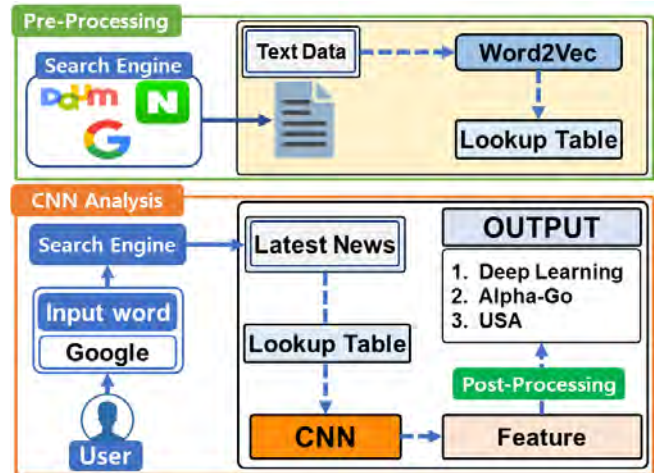 Pre-Processing
Search Engine
Daum
N
G
Text Data
Word2Vec
Lookup Table
CNN Analysis
Search Engine
Input word
Google
User
Latest News
Lookup Table
CNN
OUTPUT
1. Deep Learning
2. Alpha-Go
3. USA
Post-Processing
Feature